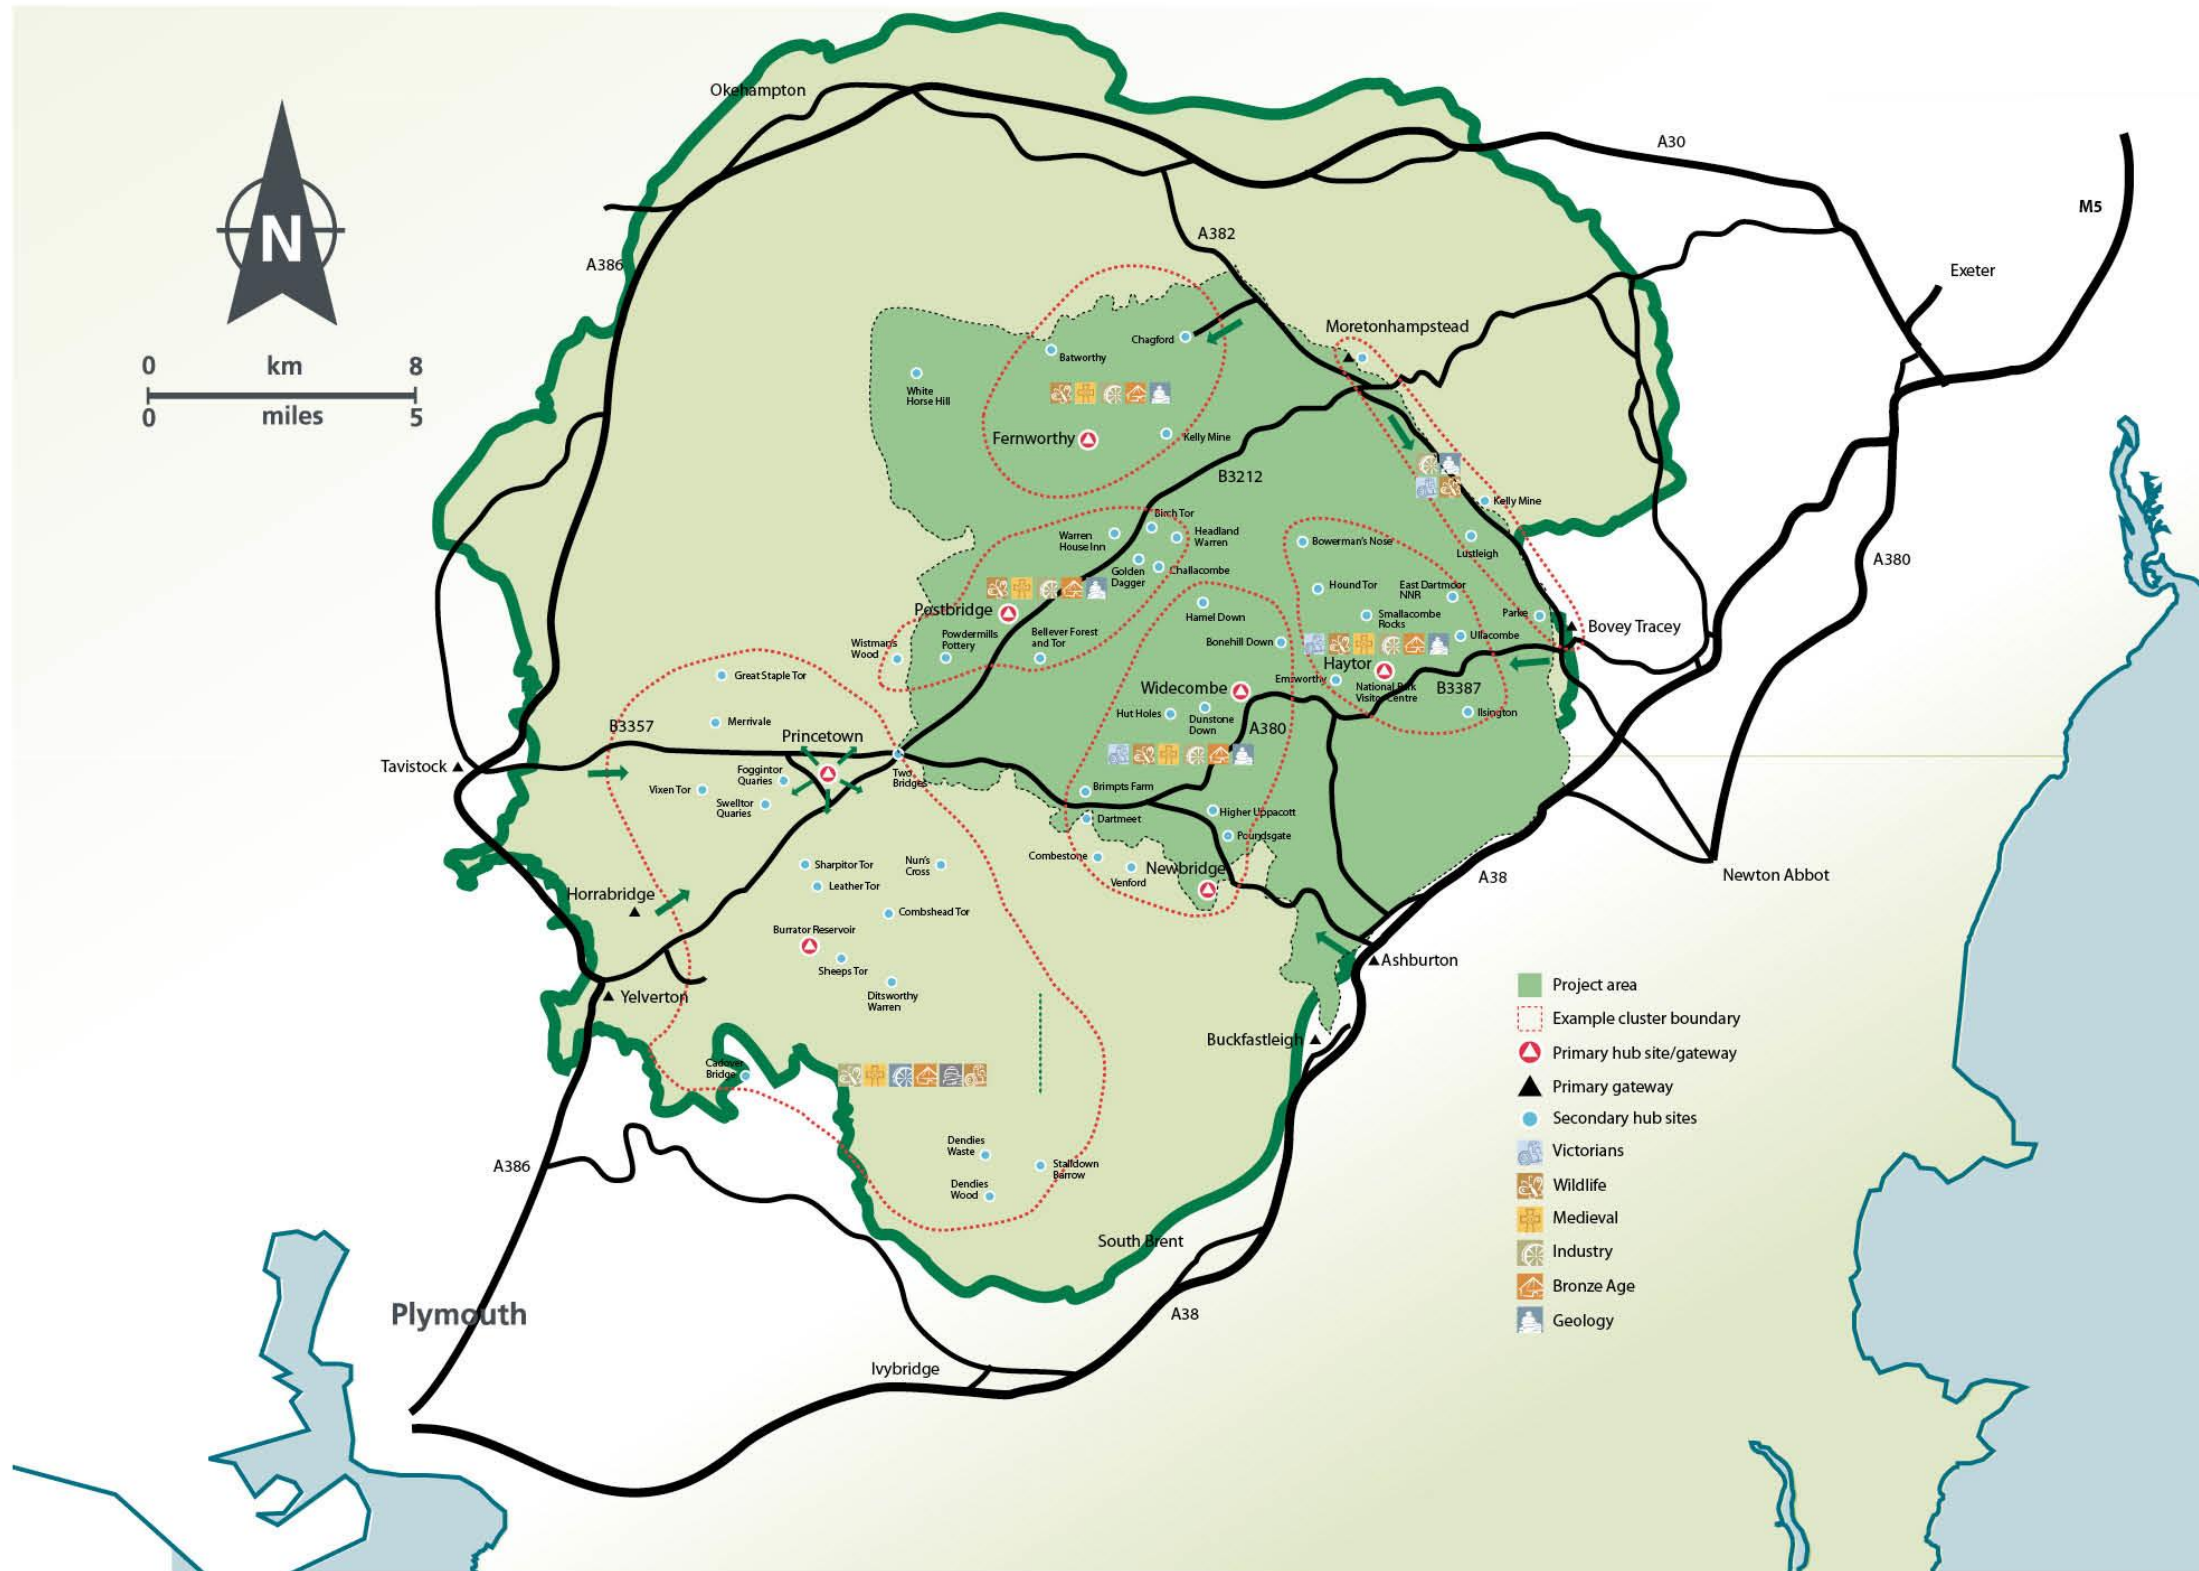 Okehampton
A30
M5
N
A382
A386
Exeter
0 km 8
0 miles 5
Moretonhampstead
Chagford
Batworthy
White
Horse Hill
Fernworthy
Kelly Mine
B3212
Kelly Mine
Birch Tor
Warren
House Inn
Headland
Warren
Bowerman's Nose
Lustleigh
A380
Golden
Dagger
Challacombe
Hound Tor
East Dartmoor
NNR
Postbridge
Hamel Down
Smallacombe
Rocks
Parke
Bovey Tracey
Wistman's
Wood
Powdermills
Pottery
Bellever Forest
and Tor
Bonehill Down
Ullacombe
Great Staple Tor
Haytor
Emsworthy
National Park
Visitor Centre
B3387
Widecombe
Hut Holes
Dunstone
Down
Ilsington
Merrivale
B3357
Princetown
A380
Tavistock
Foggintor
Quaries
Two
Bridges
Vixen Tor
Swelltor
Quaries
Brimpts Farm
Dartmeet
Higher Uppacott
Poundsgate
Combestone
Venford
Newbridge
Sharpitor Tor
Nun's
Cross
Leather Tor
Horrabridge
Combshead Tor
A38
Newton Abbot
Burrator Reservoir
Sheeps Tor
Ashburton
Yelverton
Ditsworthy
Warren
Buckfastleigh
Cadover
Bridge
Project area
Example cluster boundary
Primary hub site/gateway
Primary gateway
Secondary hub sites
Victorians
Wildlife
Medieval
Industry
Bronze Age
Geology
Dendies
Waste
Stalldown
Barrow
Dendies
Wood
A386
South Brent
Plymouth
A38
Ivybridge